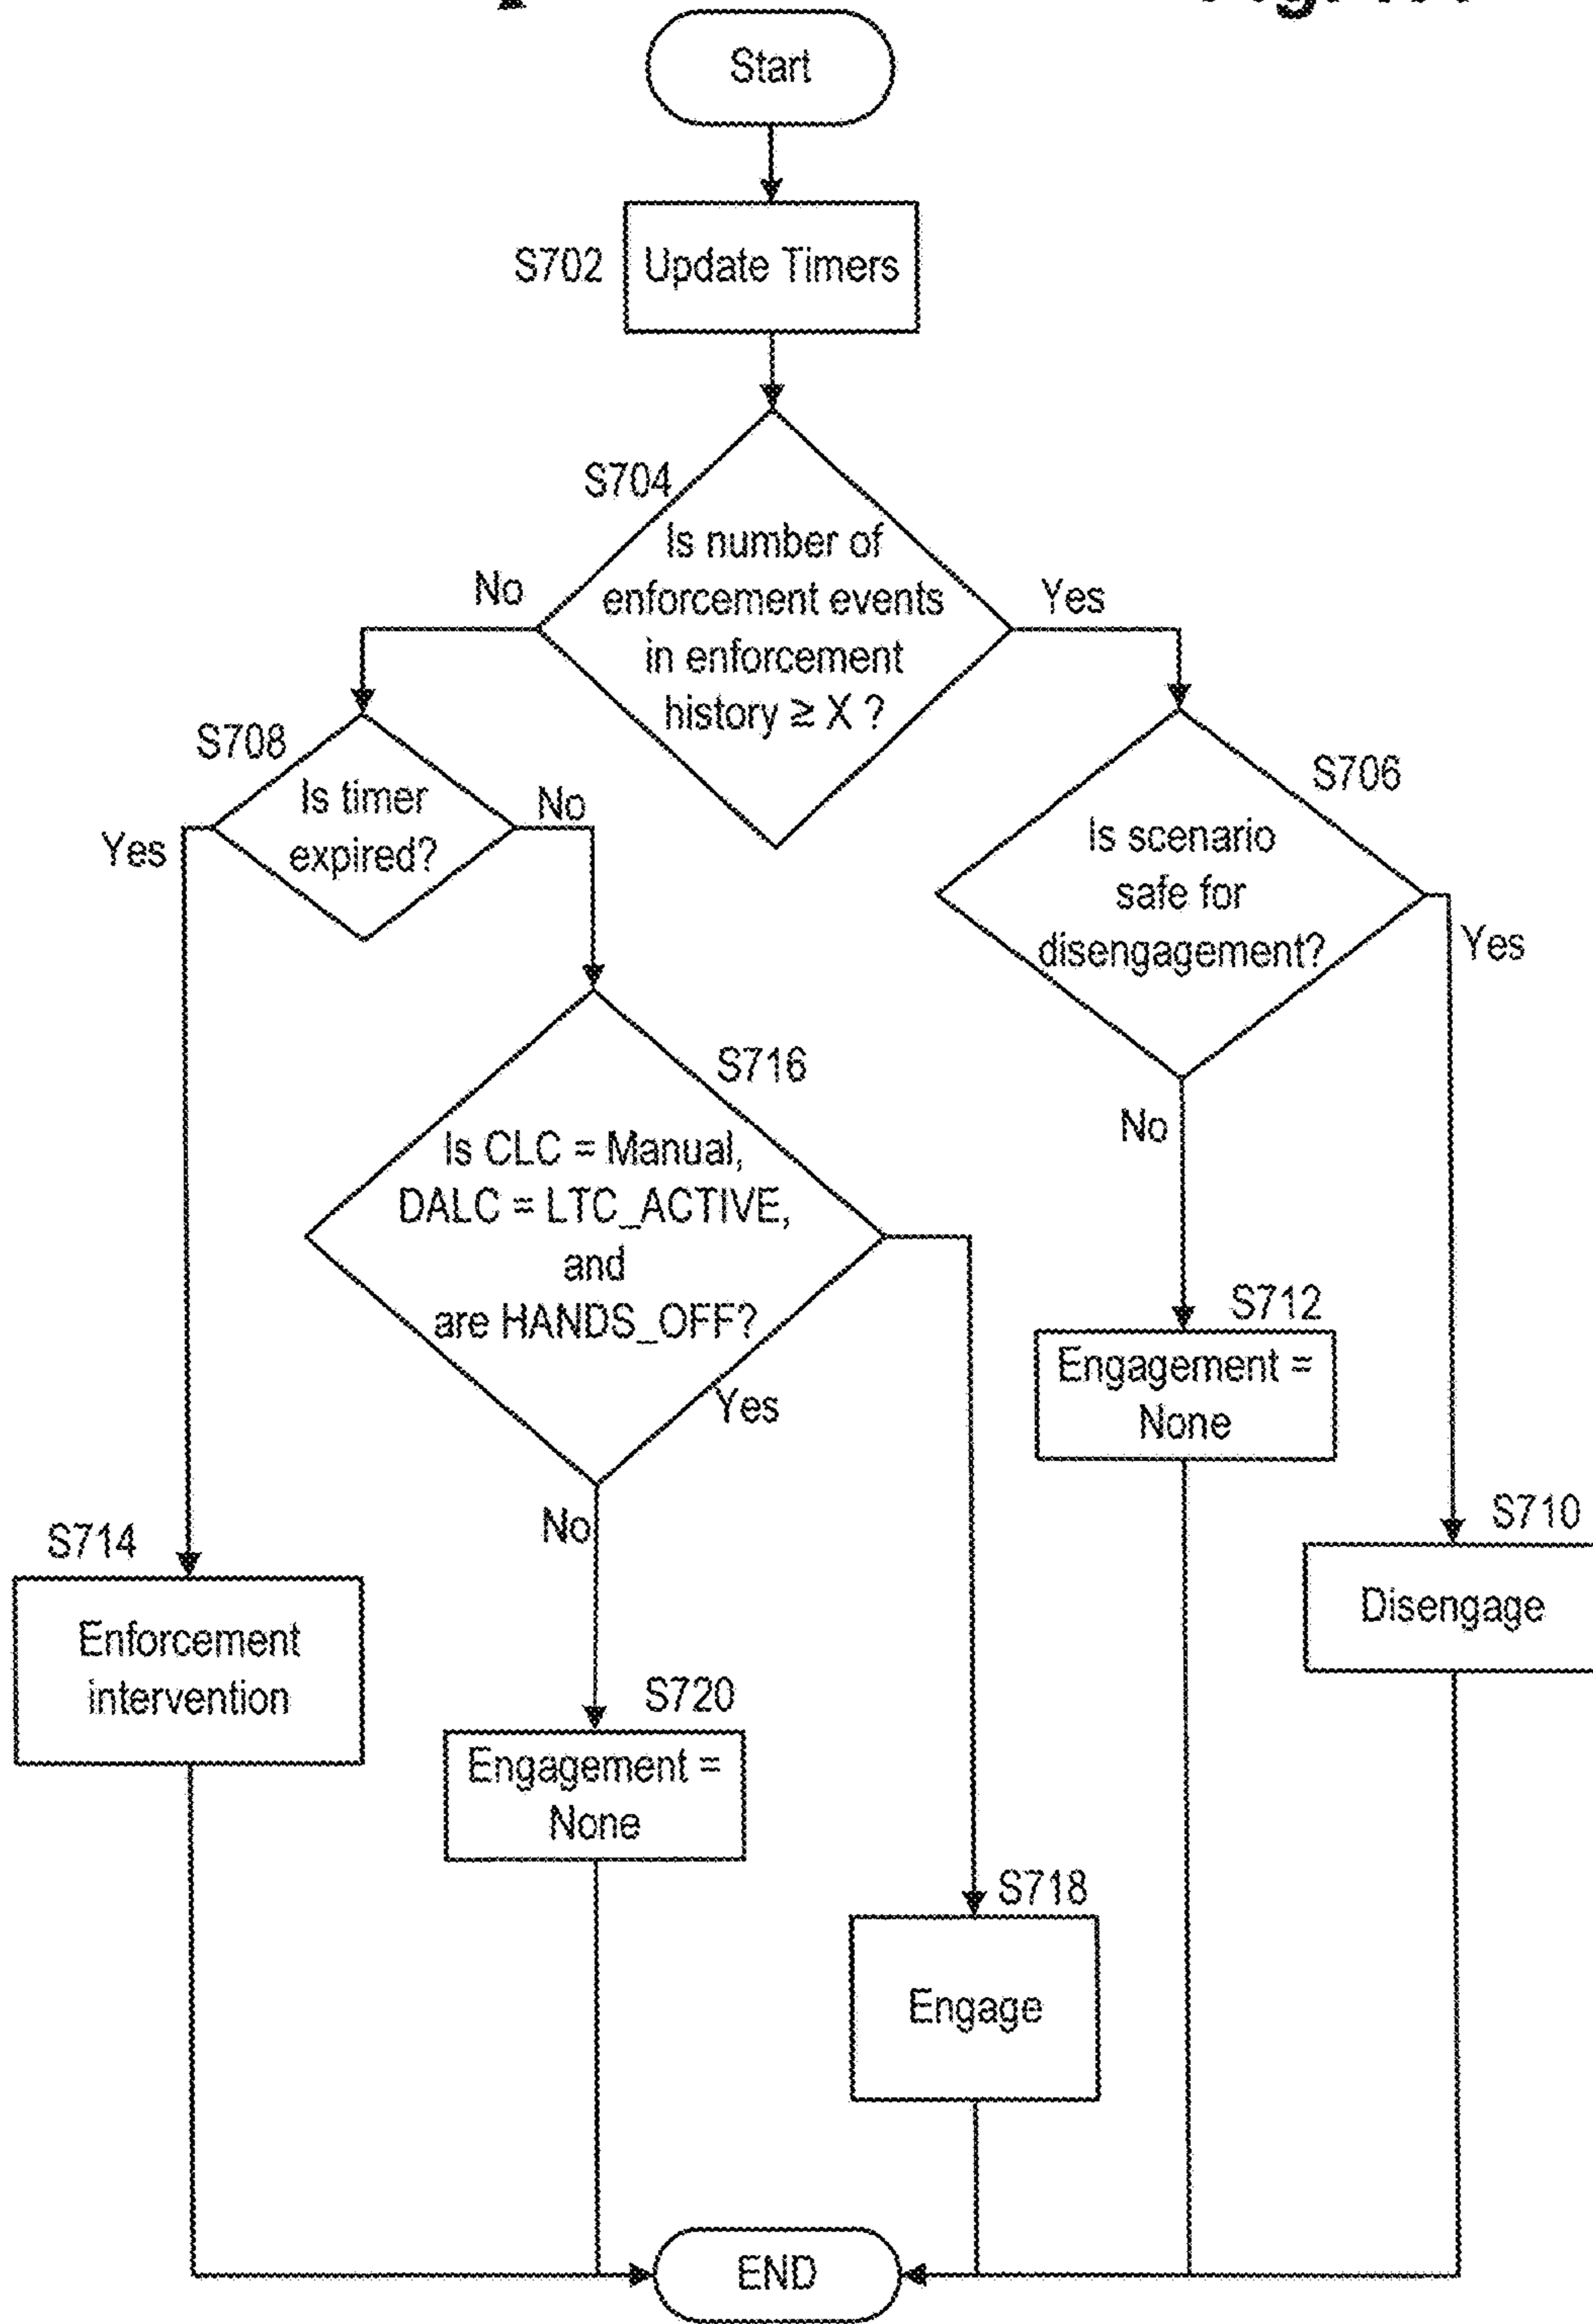 Start
S702
Update Timers
S704
Is number of
enforcement events
in enforcement
history ≥ X ?
No
Yes
S708
Is timer
expired?
Yes
No
S706
Is scenario
safe for
disengagement?
Yes
No
S716
Is CLC = Manual,
DALC = LTC_ACTIVE,
and
are HANDS_OFF?
Yes
No
S712
Engagement =
None
S710
Disengage
S714
Enforcement
intervention
S720
Engagement =
None
S718
Engage
END